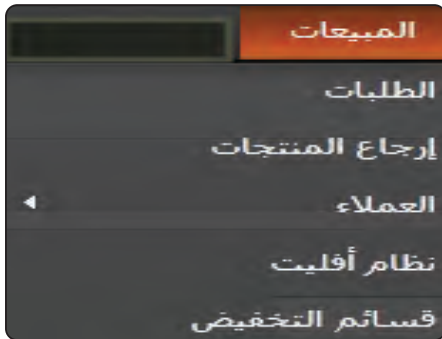 المبيعات
الطلبات
إرجاع المنتجات
العملاء
نظام أفليت
قسائم التخفيض